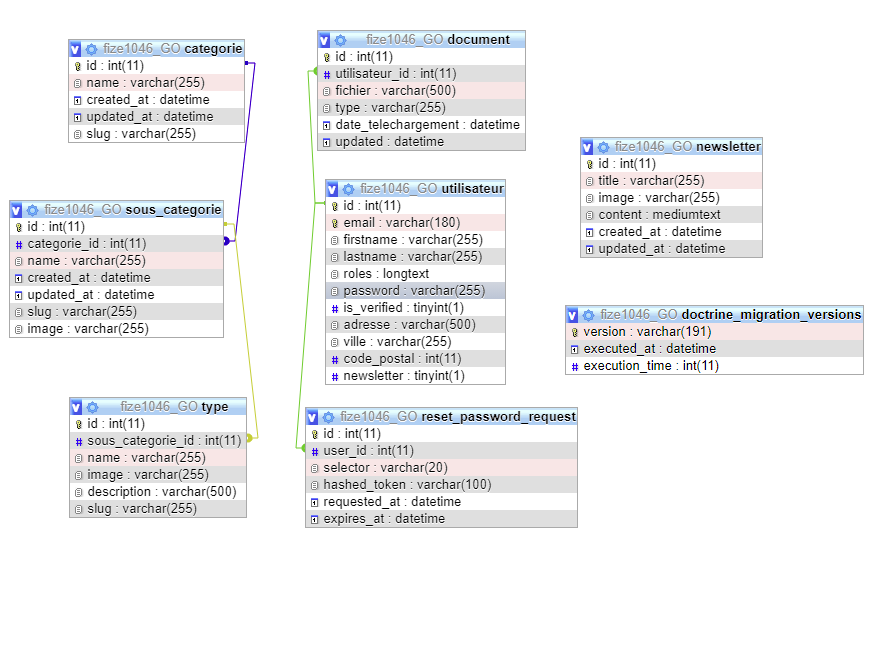 fize1046_GO categorie
id : int(11)
name : varchar(255)
created_at : datetime
updated_at : datetime
slug : varchar(255)
fize1046_GO sous_categorie
id : int(11)
categorie_id : int(11)
name : varchar(255)
created_at : datetime
updated_at : datetime
slug : varchar(255)
image : varchar(255)
fize1046_GO type
id : int(11)
sous_categorie_id : int(11)
name : varchar(255)
image : varchar(255)
description : varchar(500)
slug : varchar(255)
fize1046_GO document
id : int(11)
utilisateur_id : int(11)
fichier : varchar(500)
type : varchar(255)
date_telechargement : datetime
updated : datetime
fize1046_GO utilisateur
id : int(11)
email : varchar(180)
firstname : varchar(255)
lastname : varchar(255)
roles : longtext
password : varchar(255)
is_verified : tinyint(1)
adresse : varchar(500)
ville : varchar(255)
code_postal : int(11)
newsletter : tinyint(1)
fize1046_GO reset_password_request
id : int(11)
user_id : int(11)
selector : varchar(20)
hashed_token : varchar(100)
requested_at : datetime
expires_at : datetime
fize1046_GO newsletter
id : int(11)
title : varchar(255)
image : varchar(255)
content : mediumtext
created_at : datetime
updated_at : datetime
fize1046_GO doctrine_migration_versions
version : varchar(191)
executed_at : datetime
execution_time : int(11)